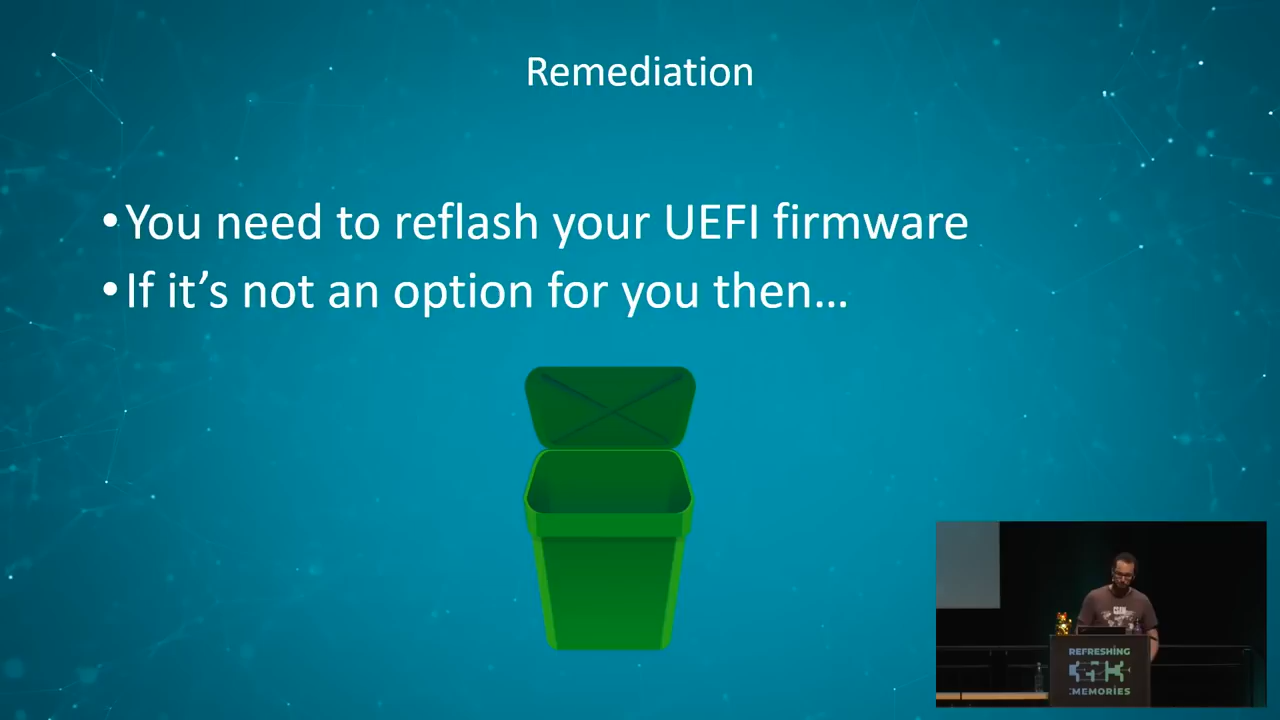 Remediation
•You need to reflash your UEFI firmware
•If it’s not an option for you then…
REFRESHING
:MEMORIES